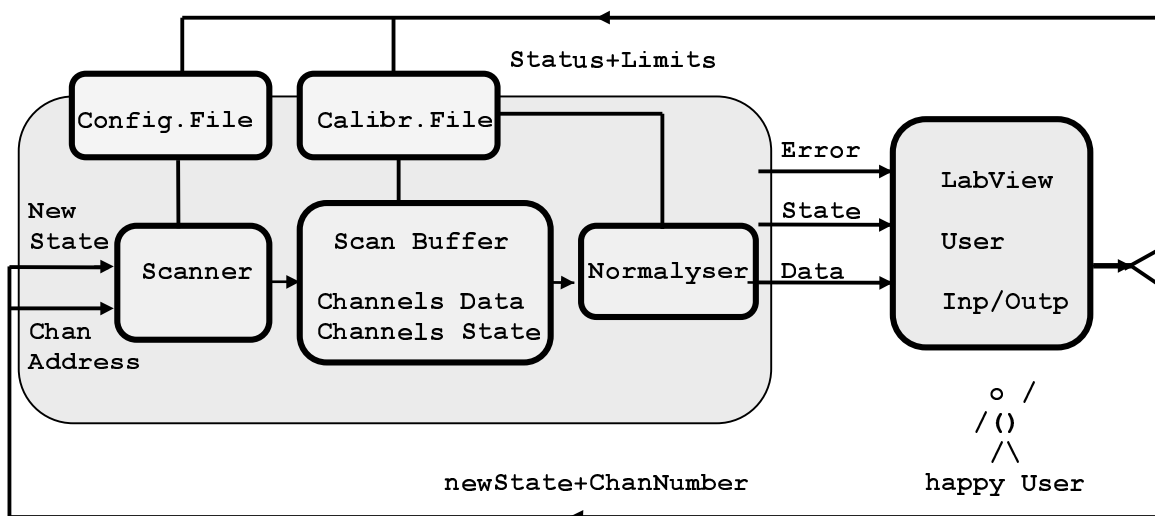 Status+Limits
Config.File
Calibr.File
Error
LabView
New
State
State
Scan Buffer
User
Scanner
Normalyser
Data
Channels Data
Inp/Outp
Channels State
Chan
Address
o /
/()
/\
newState+ChanNumber
happy User